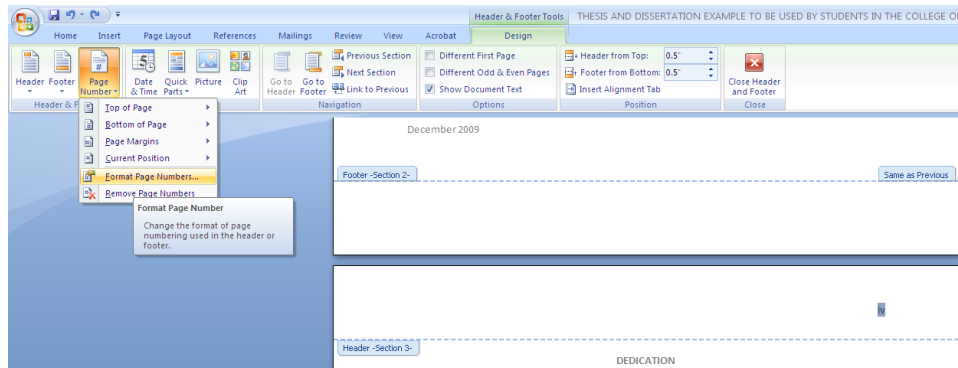 Header & Footer Tools THESIS AND DISSERTATION EXAMPLE TO BE USED BY STUDENTS IN THE COLLEGE
Home Insert Page Layout References Mailings Review View Acrobat Design
Header Footer Page Number
Date & Time Quick Parts Picture Clip Art
Go to Header Go to Footer
Previous Section
Next Section
Link to Previous
Different First Page
Different Odd & Even Pages
Show Document Text
Header from Top: 0.5"
Footer from Bottom: 0.5"
Insert Alignment Tab
Close Header and Footer
Header & F Navigation Options Position Close
Top of Page
Bottom of Page
Page Margins
Current Position
Format Page Numbers...
Remove Page Numbers
Format Page Number
Change the format of page
numbering used in the header or
footer.
December 2009
Footer -Section 2- Same as Previous
iv
Header -Section 3-
DEDICATION